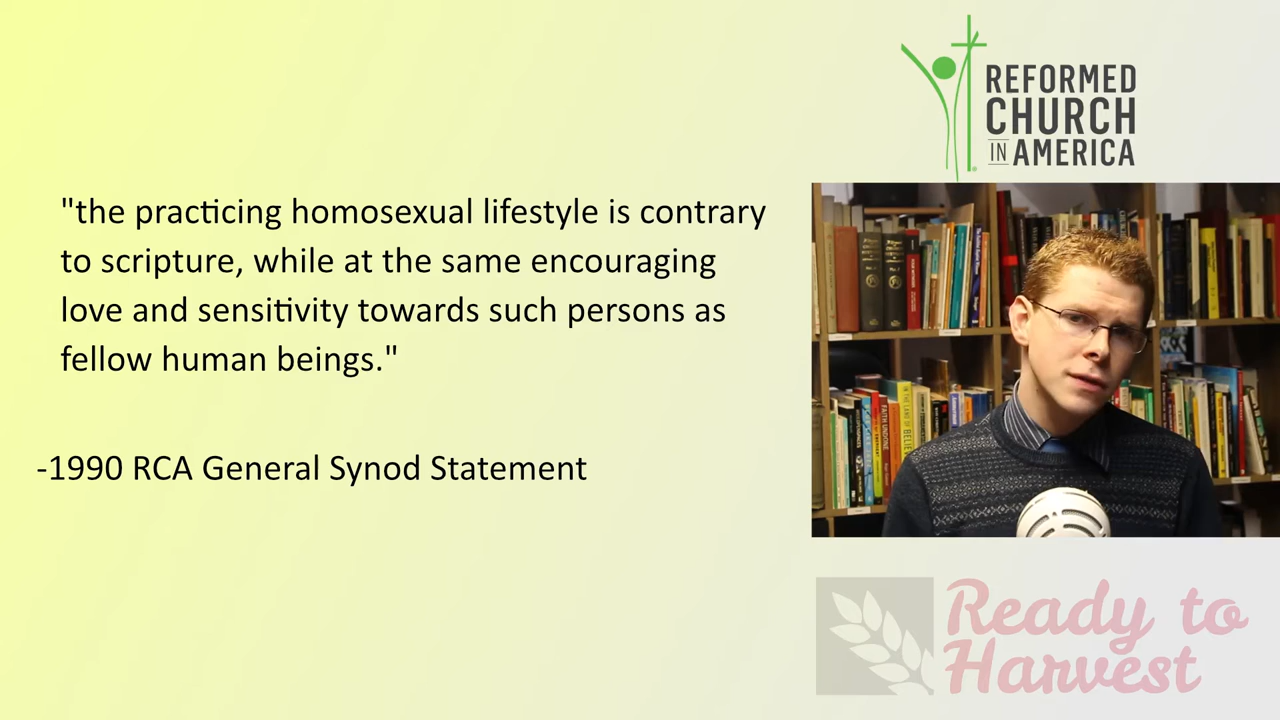 REFORMED
CHURCH
IN AMERICA
"the practicing homosexual lifestyle is contrary
to scripture, while at the same encouraging
love and sensitivity towards such persons as
fellow human beings."
-1990 RCA General Synod Statement
Ready to
Harvest